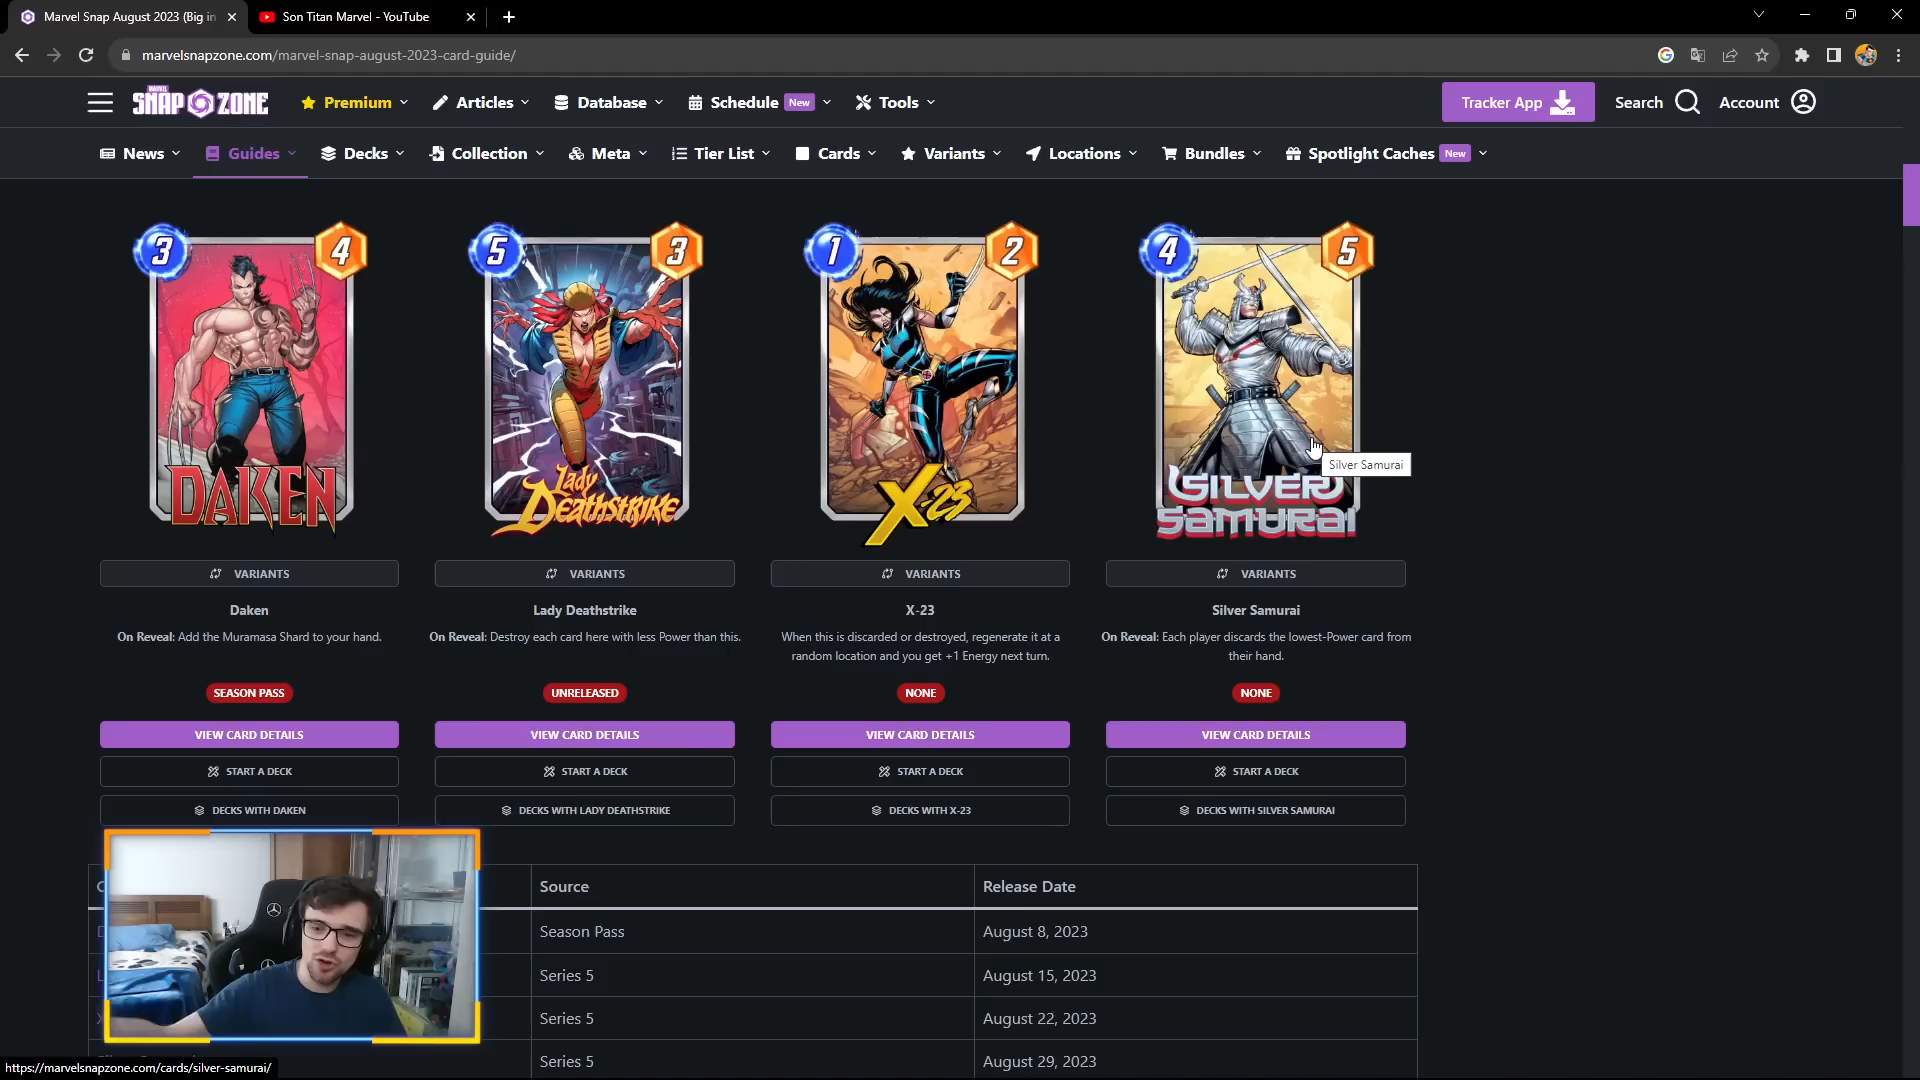 Marvel Snap August 2023 (Big in
Son Titan Marvel - YouTube
marvelsnapzone.com/marvel-snap-august-2023-card-guide/
MARVEL
SNAP ZONE
Premium
Articles
Database
Schedule New
Tools
Tracker App
Search
Account
News
Guides
Decks
Collection
Meta
Tier List
Cards
Variants
Locations
Bundles
Spotlight Caches New
3 4
5 3
1 2
4 5
DAKEN
Lady
Deathstrike
X-23
SILVER
SAMURAI
Silver Samurai
VARIANTS
VARIANTS
VARIANTS
VARIANTS
Daken
Lady Deathstrike
X-23
Silver Samurai
On Reveal: Add the Muramasa Shard to your hand.
On Reveal: Destroy each card here with less Power than this.
When this is discarded or destroyed, regenerate it at a
random location and you get +1 Energy next turn.
On Reveal: Each player discards the lowest-Power card from
their hand.
SEASON PASS
UNRELEASED
NONE
NONE
VIEW CARD DETAILS
VIEW CARD DETAILS
VIEW CARD DETAILS
VIEW CARD DETAILS
START A DECK
START A DECK
START A DECK
START A DECK
DECKS WITH DAKEN
DECKS WITH LADY DEATHSTRIKE
DECKS WITH X-23
DECKS WITH SILVER SAMURAI
Source
Release Date
Season Pass
August 8, 2023
Series 5
August 15, 2023
Series 5
August 22, 2023
Series 5
August 29, 2023
https://marvelsnapzone.com/cards/silver-samurai/